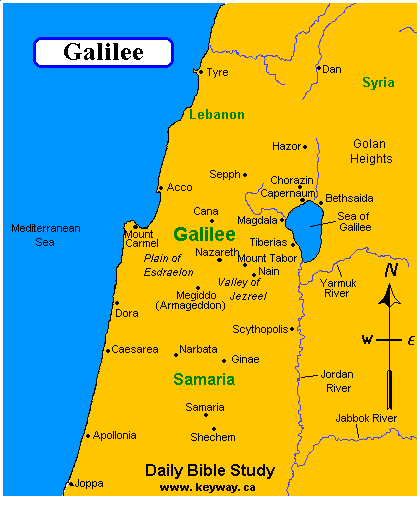 Galilee
Tyre
Dan
Syria
Lebanon
Hazor
Golan
Heights
Sepph
Chorazin
Capernaum
Acco
Bethsaida
Cana
Magdala
Sea of
Galilee
Mediterranean
Sea
Mount
Carmel
Galilee
Tiberias
Nazareth
Mount Tabor
Plain of
Esdraelon
Nain
Valley of
Jezreel
N
Yarmuk
River
Megiddo
(Armageddon)
Dora
Scythopolis
W
E
Caesarea
Narbata
Ginae
Samaria
Jordan
River
Samaria
Jabbok River
Apollonia
Shechem
Joppa
Daily Bible Study
www.keyway.ca